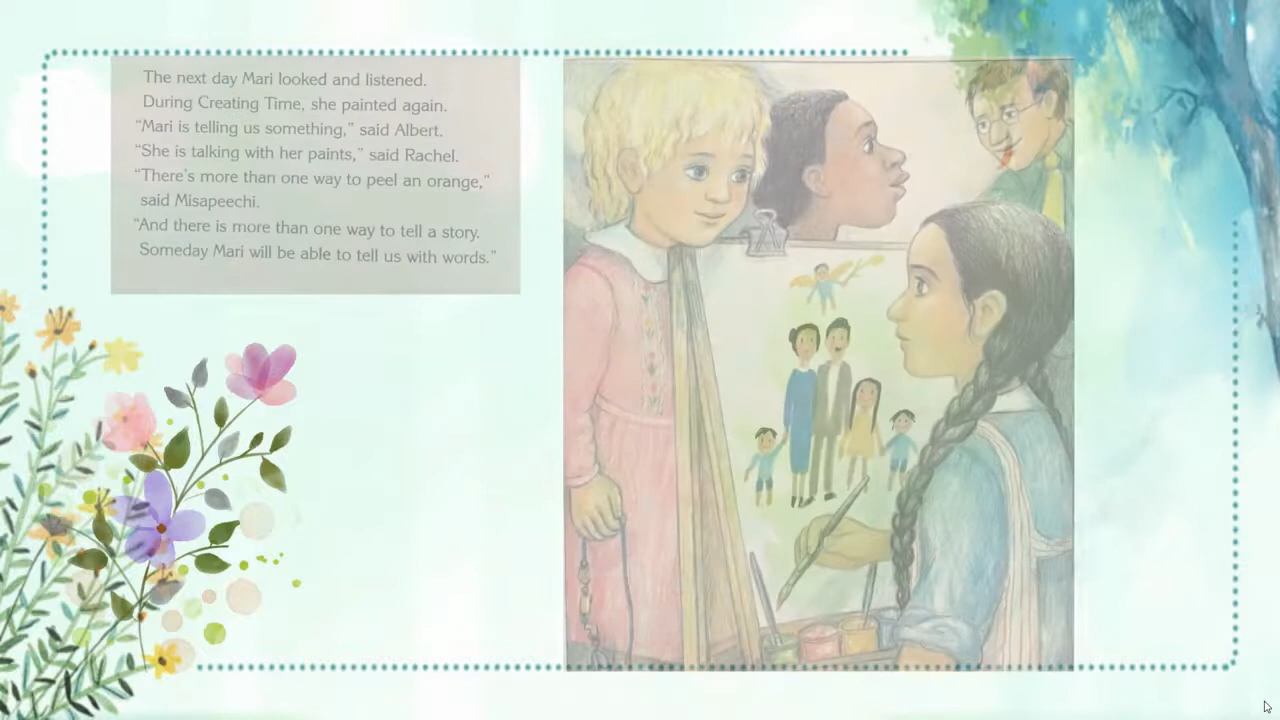 The next day Mari looked and listened.
During Creating Time, she painted again.
“Mari is telling us something,” said Albert.
“She is talking with her paints,” said Rachel.
“There’s more than one way to peel an orange,”
said Misapeechi.
“And there is more than one way to tell a story.
Someday Mari will be able to tell us with words.”